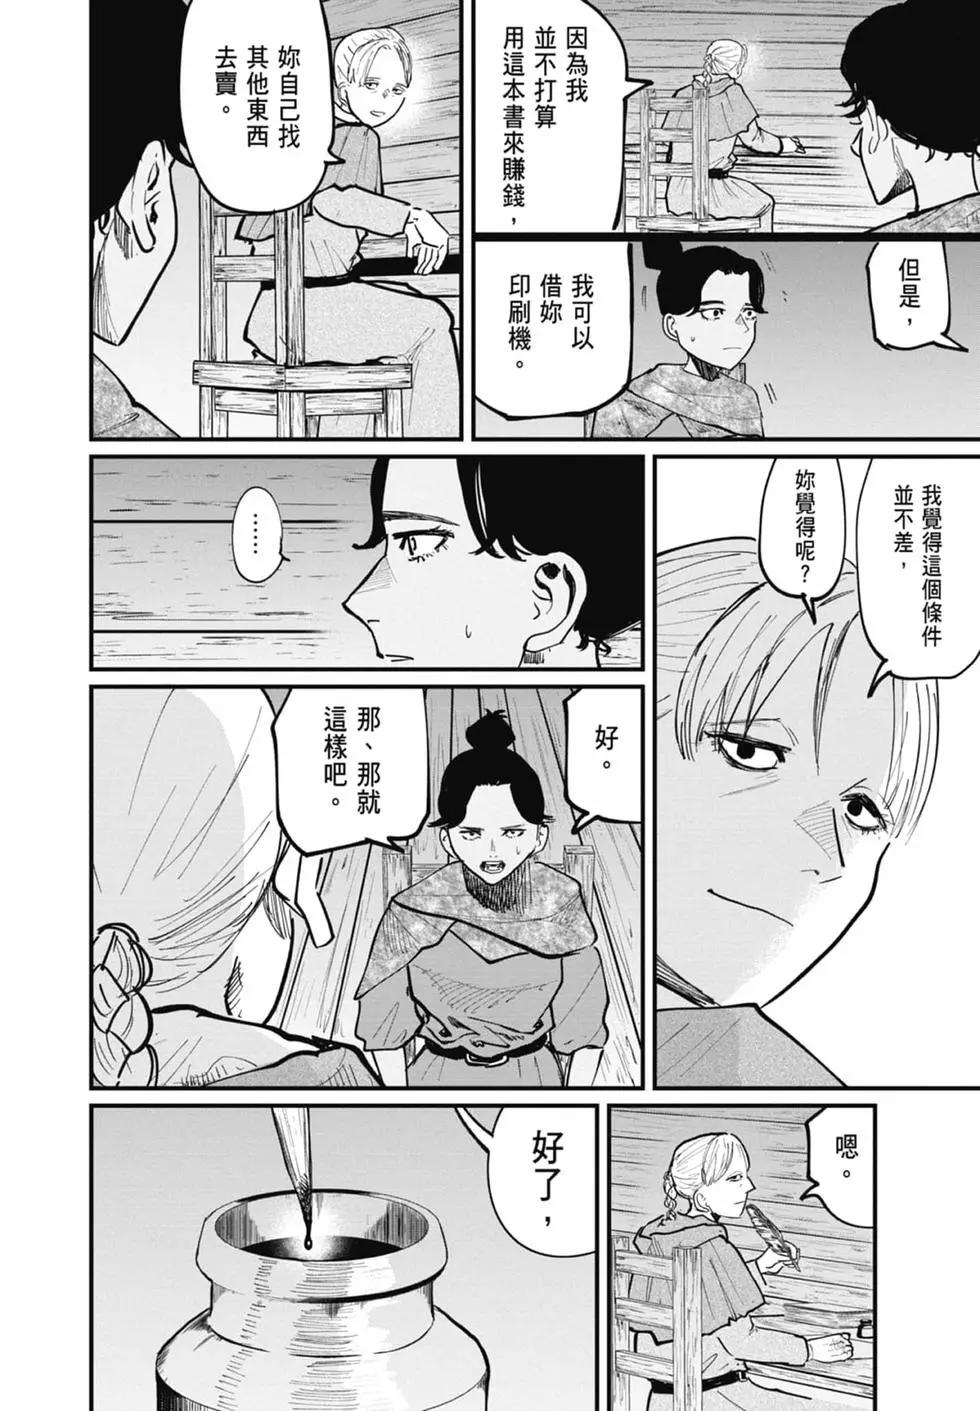 因為我
並不打算
用這本書來賺錢，
妳自己找
其他東西
去賣。
但是，
我可以
借妳
印刷機。
我覺得這個條件
並不差，
妳覺得呢？
……
好。
那、那就
這樣吧。
嗯。
好了，